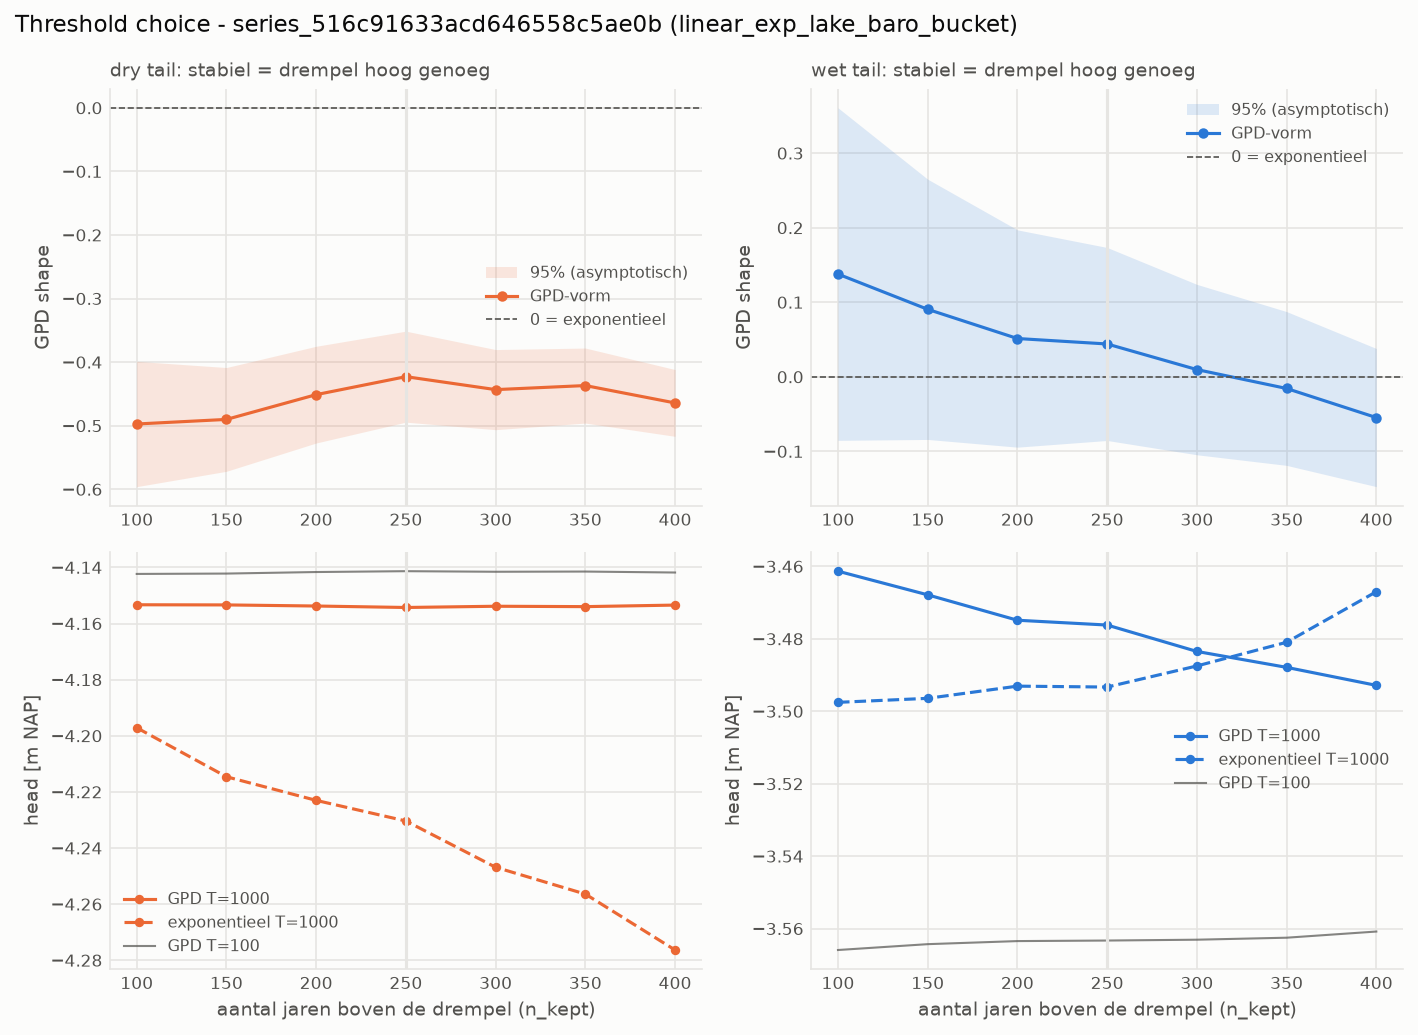 Threshold choice - series_516c91633acd646558c5ae0b (linear_exp_lake_baro_bucket)
dry tail: stabiel = drempel hoog genoeg
GPD shape
0.0
−0.1
−0.2
−0.3
−0.4
−0.5
−0.6
95% (asymptotisch)
GPD-vorm
0 = exponentieel
100 150 200 250 300 350 400
wet tail: stabiel = drempel hoog genoeg
GPD shape
0.3
0.2
0.1
0.0
−0.1
95% (asymptotisch)
GPD-vorm
0 = exponentieel
100 150 200 250 300 350 400
head [m NAP]
−4.14
−4.16
−4.18
−4.20
−4.22
−4.24
−4.26
−4.28
GPD T=1000
exponentieel T=1000
GPD T=100
100 150 200 250 300 350 400
aantal jaren boven de drempel (n_kept)
head [m NAP]
−3.46
−3.48
−3.50
−3.52
−3.54
−3.56
GPD T=1000
exponentieel T=1000
GPD T=100
100 150 200 250 300 350 400
aantal jaren boven de drempel (n_kept)